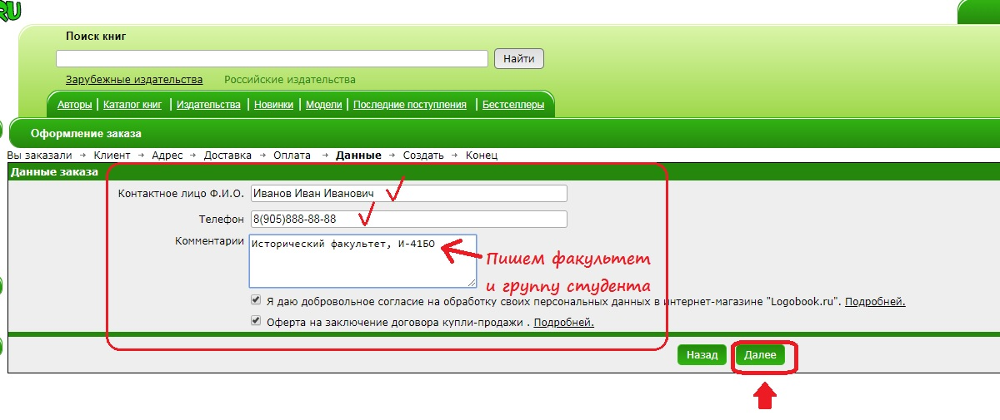 RU
Поиск книг
Найти
Зарубежные издательства Российские издательства
Авторы | Каталог книг | Издательства | Новинки | Модели | Последние поступления | Бестселлеры
Оформление заказа
Вы заказали → Клиент → Адрес → Доставка → Оплата → Данные → Создать → Конец
Данные заказа
Контактное лицо Ф.И.О. Иванов Иван Иванович
Телефон 8(905)888-88-88
Комментарии Исторический факультет, И-41БО
Пишем факультет
и группу студента
Я даю добровольное согласие на обработку своих персональных данных в интернет-магазине "Logobook.ru". Подробней.
Оферта на заключение договора купли-продажи . Подробней.
Назад Далее